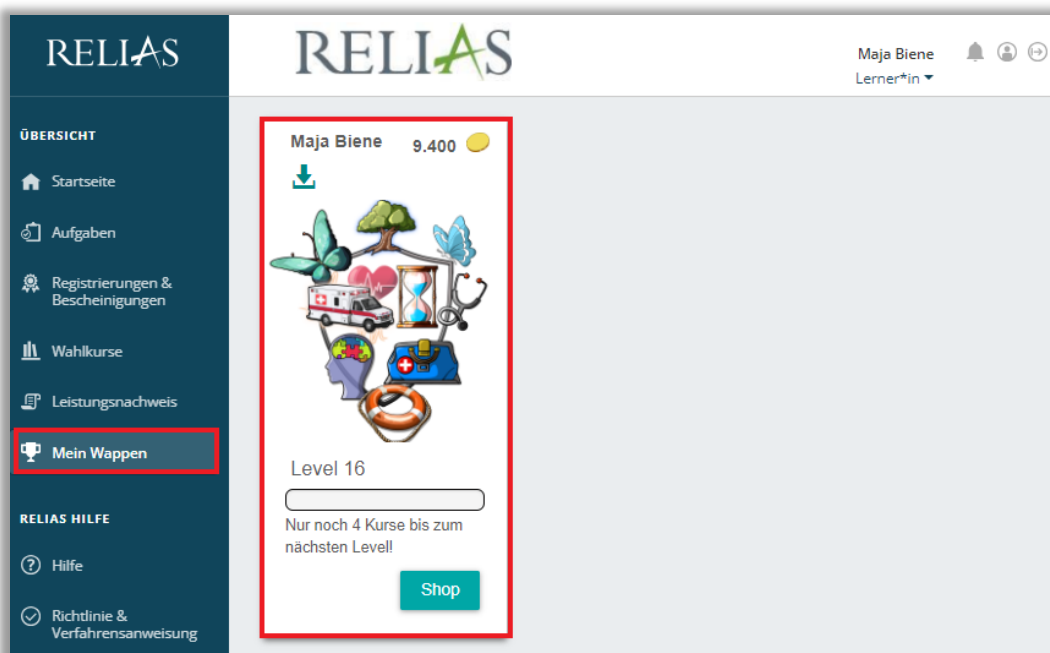 RELIAS
RELIAS
Maja Biene
Lerner*in
ÜBERSICHT
Startseite
Aufgaben
Registrierungen &
Bescheinigungen
Wahlkurse
Leistungsnachweis
Mein Wappen
RELIAS HILFE
Hilfe
Richtlinie &
Verfahrensanweisung
Maja Biene 9.400
Level 16
Nur noch 4 Kurse bis zum
nächsten Level!
Shop